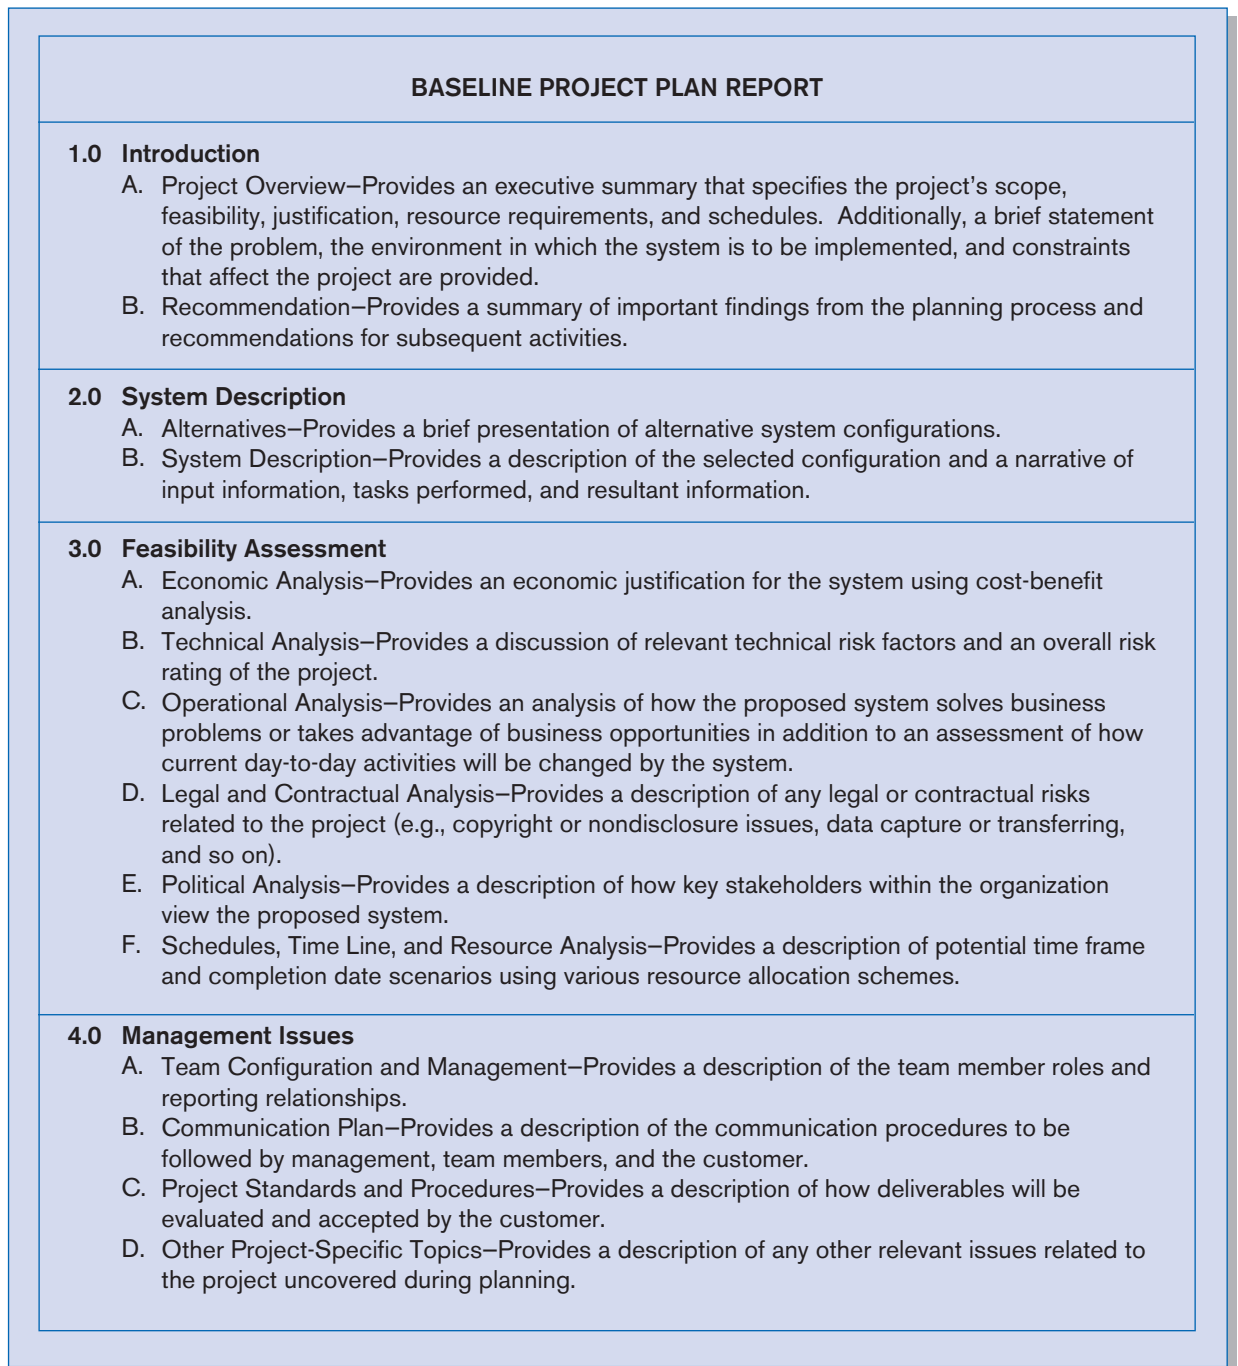 BASELINE PROJECT PLAN REPORT
1.0 Introduction
A. Project Overview—Provides an executive summary that specifies the project’s scope,
feasibility, justification, resource requirements, and schedules. Additionally, a brief statement
of the problem, the environment in which the system is to be implemented, and constraints
that affect the project are provided.
B. Recommendation—Provides a summary of important findings from the planning process and
recommendations for subsequent activities.
2.0 System Description
A. Alternatives—Provides a brief presentation of alternative system configurations.
B. System Description—Provides a description of the selected configuration and a narrative of
input information, tasks performed, and resultant information.
3.0 Feasibility Assessment
A. Economic Analysis—Provides an economic justification for the system using cost-benefit
analysis.
B. Technical Analysis—Provides a discussion of relevant technical risk factors and an overall risk
rating of the project.
C. Operational Analysis—Provides an analysis of how the proposed system solves business
problems or takes advantage of business opportunities in addition to an assessment of how
current day-to-day activities will be changed by the system.
D. Legal and Contractual Analysis—Provides a description of any legal or contractual risks
related to the project (e.g., copyright or nondisclosure issues, data capture or transferring,
and so on).
E. Political Analysis—Provides a description of how key stakeholders within the organization
view the proposed system.
F. Schedules, Time Line, and Resource Analysis—Provides a description of potential time frame
and completion date scenarios using various resource allocation schemes.
4.0 Management Issues
A. Team Configuration and Management—Provides a description of the team member roles and
reporting relationships.
B. Communication Plan—Provides a description of the communication procedures to be
followed by management, team members, and the customer.
C. Project Standards and Procedures—Provides a description of how deliverables will be
evaluated and accepted by the customer.
D. Other Project-Specific Topics—Provides a description of any other relevant issues related to
the project uncovered during planning.